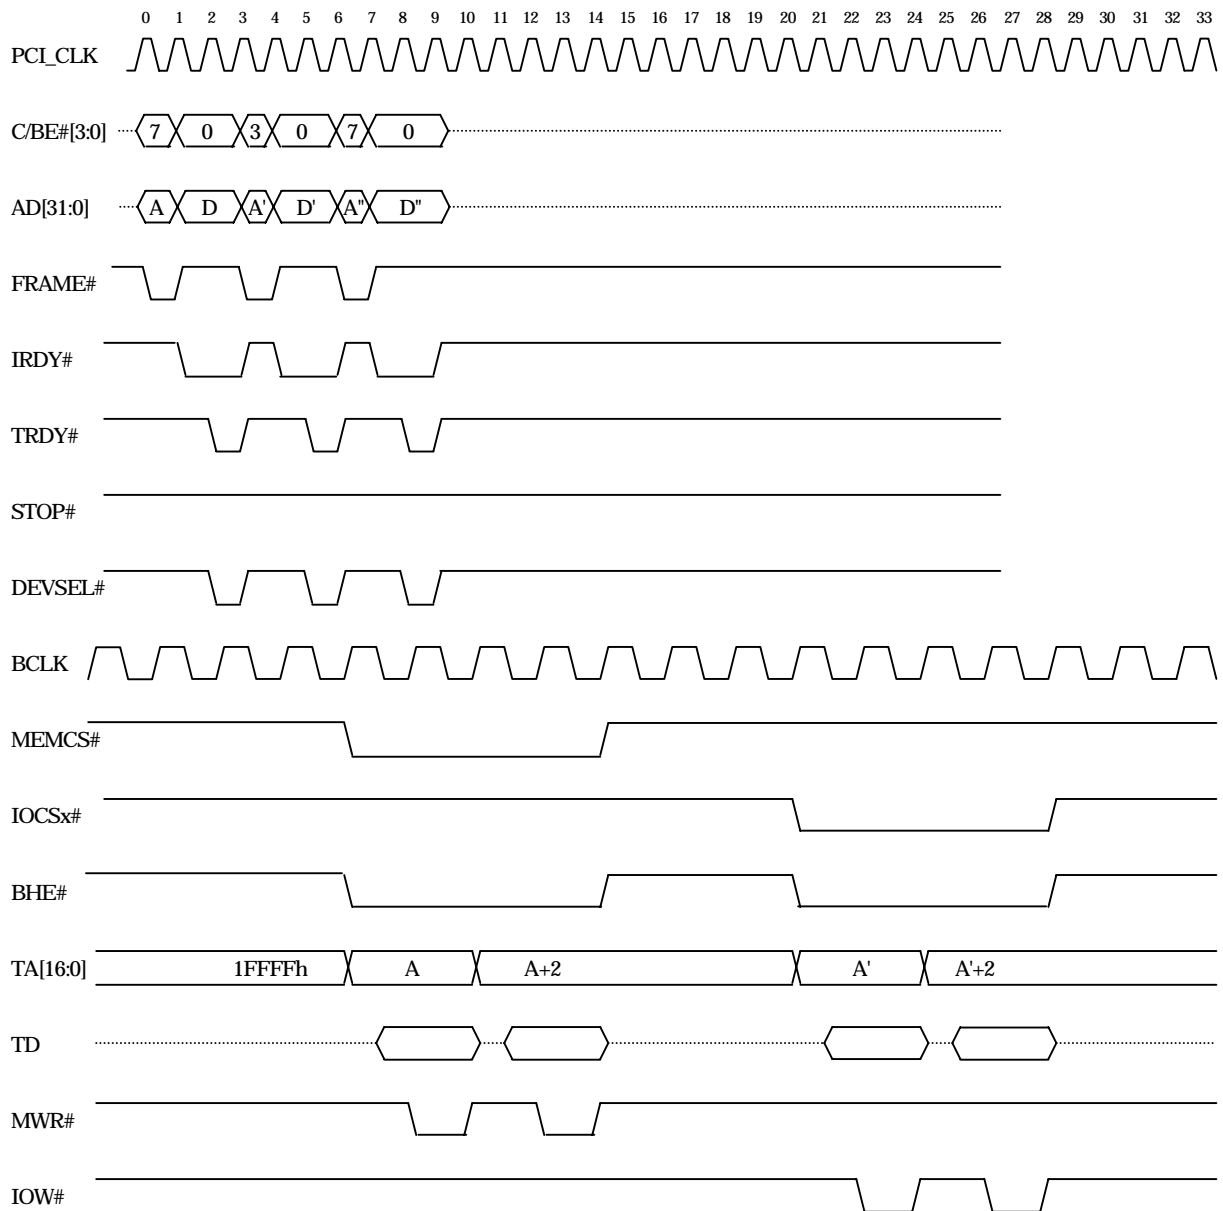 0 1 2 3 4 5 6 7 8 9 10 11 12 13 14 15 16 17 18 19 20 21 22 23 24 25 26 27 28 29 30 31 32 33
PCI_CLK
C/BE#[3:0] 7 0 3 0 7 0
AD[31:0] A D A' D' A" D"
FRAME#
IRDY#
TRDY#
STOP#
DEVSEL#
BCLK
MEMCS#
IOCSx#
BHE#
TA[16:0] 1FFFFh A A+2 A' A'+2
TD
MWR#
IOW#